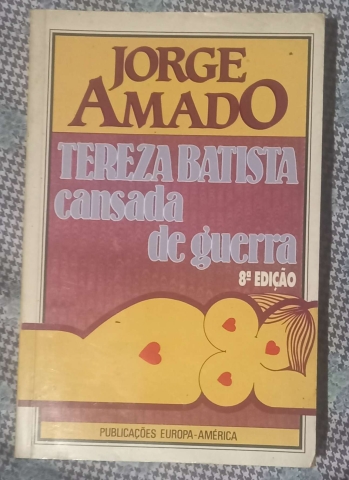 JORGE
AMADO
TEREZA BATISTA
cansada
de guerra
8ª EDIÇÃO
PUBLICAÇÕES EUROPA-AMÉRICA